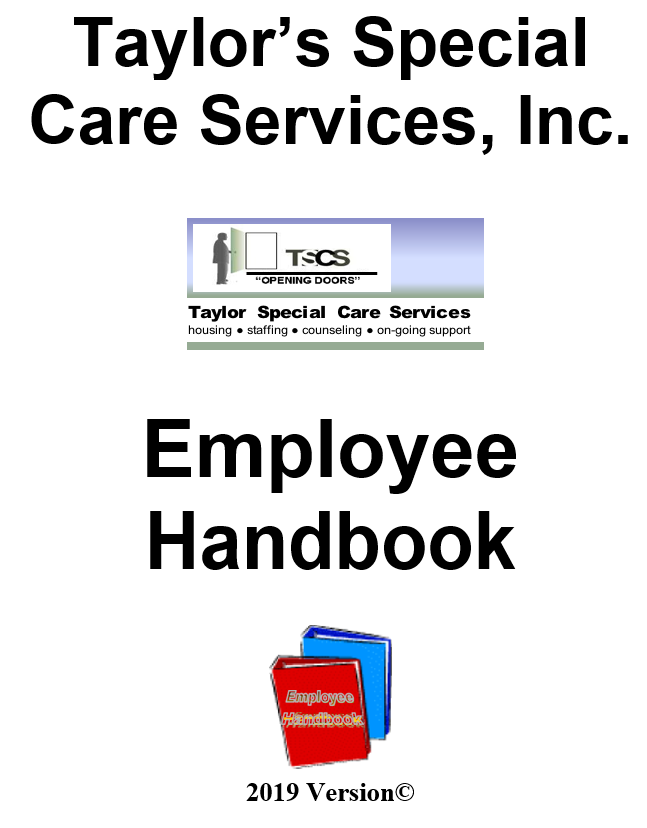 Taylor’s Special
Care Services, Inc.
TSCS
“OPENING DOORS”
Taylor Special Care Services
housing ● staffing ● counseling ● on-going support
Employee
Handbook
Employee
Handbook
2019 Version©